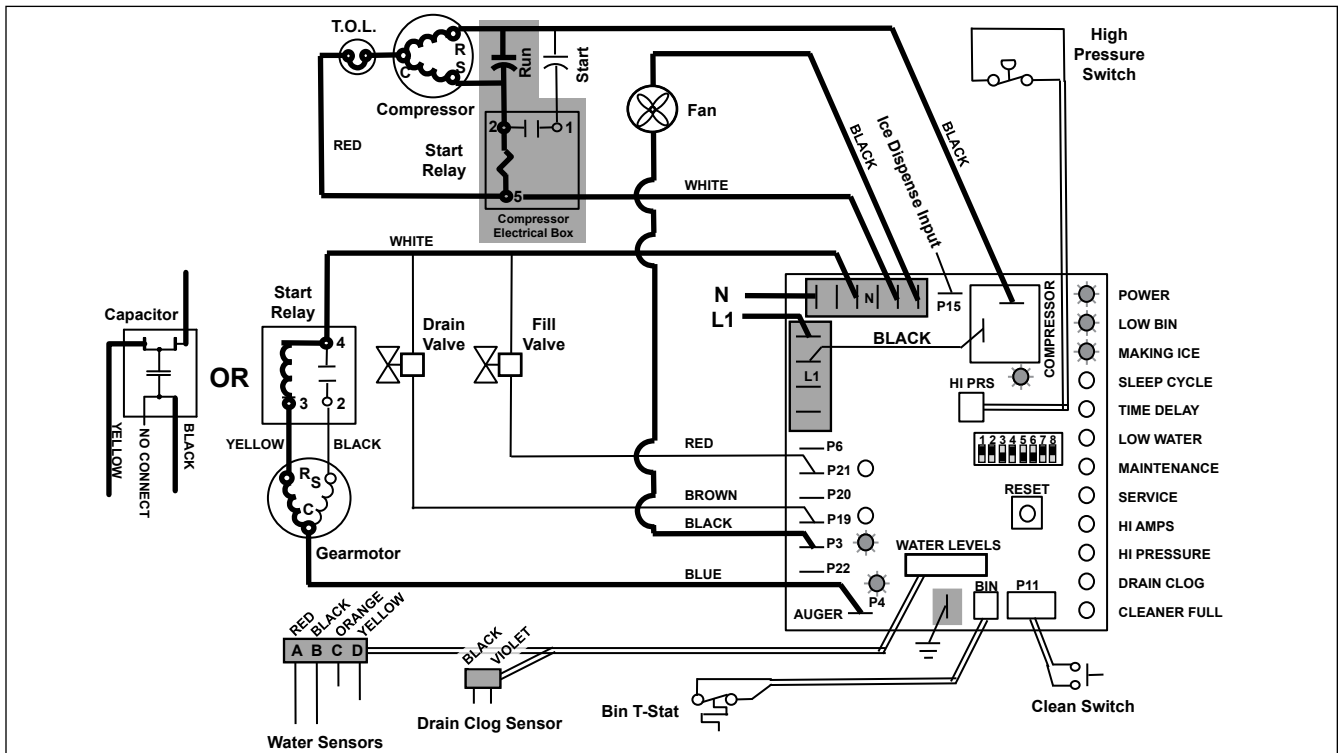 T.O.L.
R
S
C
Compressor
Run
Start
RED
2
1
Start
Relay
5
Compressor
Electrical Box
Fan
BLACK
Ice Dispense Input
BLACK
High
Pressure
Switch
WHITE
WHITE
Capacitor
YELLOW
NO CONNECT
BLACK
OR
Start
Relay
4
3
2
YELLOW
BLACK
R
S
C
Gearmotor
Drain
Valve
Fill
Valve
N
L1
N
P15
BLACK
L1
COMPRESSOR
HI PRS
1 2 3 4 5 6 7 8
RESET
POWER
LOW BIN
MAKING ICE
SLEEP CYCLE
TIME DELAY
LOW WATER
MAINTENANCE
SERVICE
HI AMPS
HI PRESSURE
DRAIN CLOG
CLEANER FULL
RED
BROWN
BLACK
BLUE
P6
P21
P20
P19
P3
P22
P4
AUGER
WATER LEVELS
BIN
P11
RED
BLACK
ORANGE
YELLOW
A B C D
Water Sensors
BLACK
VIOLET
Drain Clog Sensor
Bin T-Stat
Clean Switch